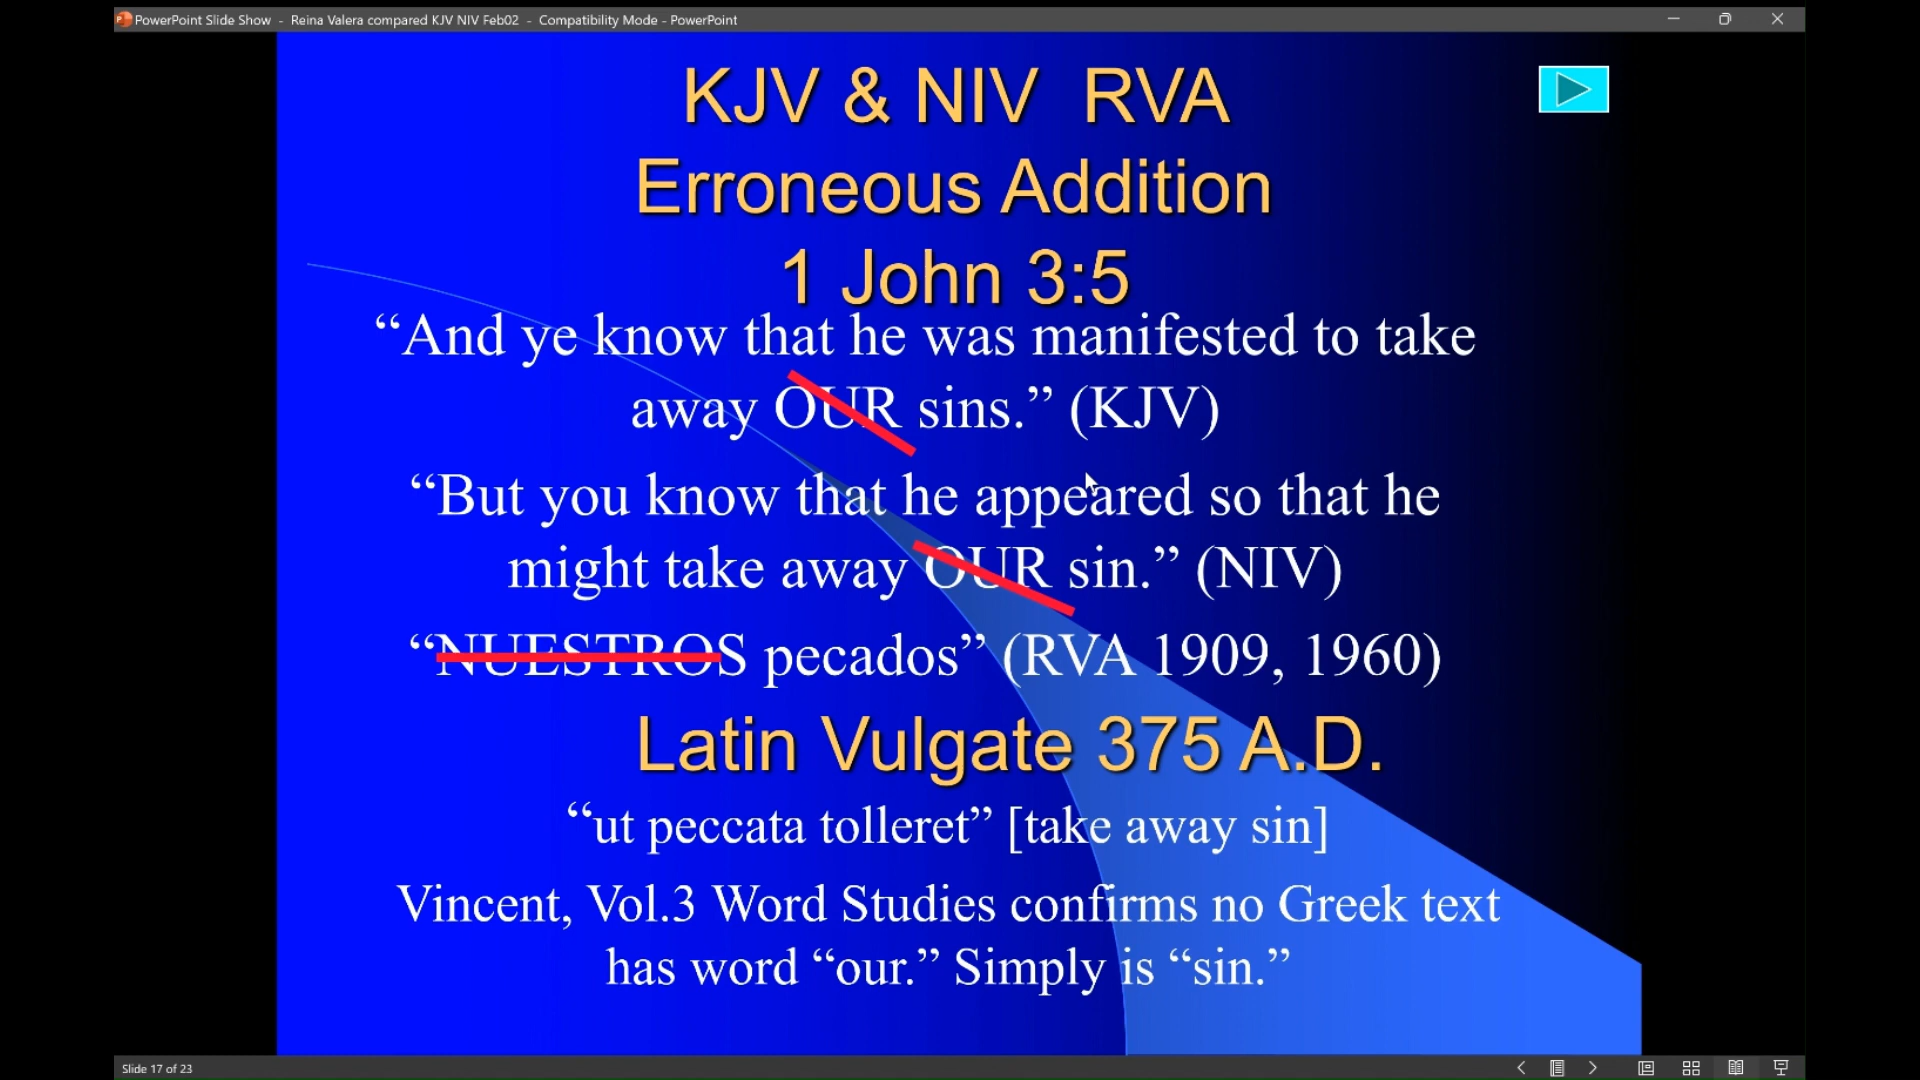 PowerPoint Slide Show - Reina Valera compared KJV NIV Feb02 - Compatibility Mode - PowerPoint
KJV & NIV RVA
Erroneous Addition
1 John 3:5
“And ye know that he was manifested to take
away OUR sins.” (KJV)
“But you know that he appeared so that he
might take away OUR sin.” (NIV)
“NUESTROS pecados” (RVA 1909, 1960)
Latin Vulgate 375 A.D.
“ut peccata tolleret” [take away sin]
Vincent, Vol.3 Word Studies confirms no Greek text
has word “our.” Simply is “sin.”
Slide 17 of 23